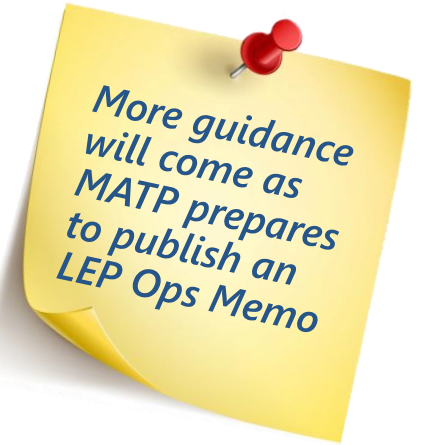 More guidance
will come as
MATP prepares
to publish an
LEP Ops Memo